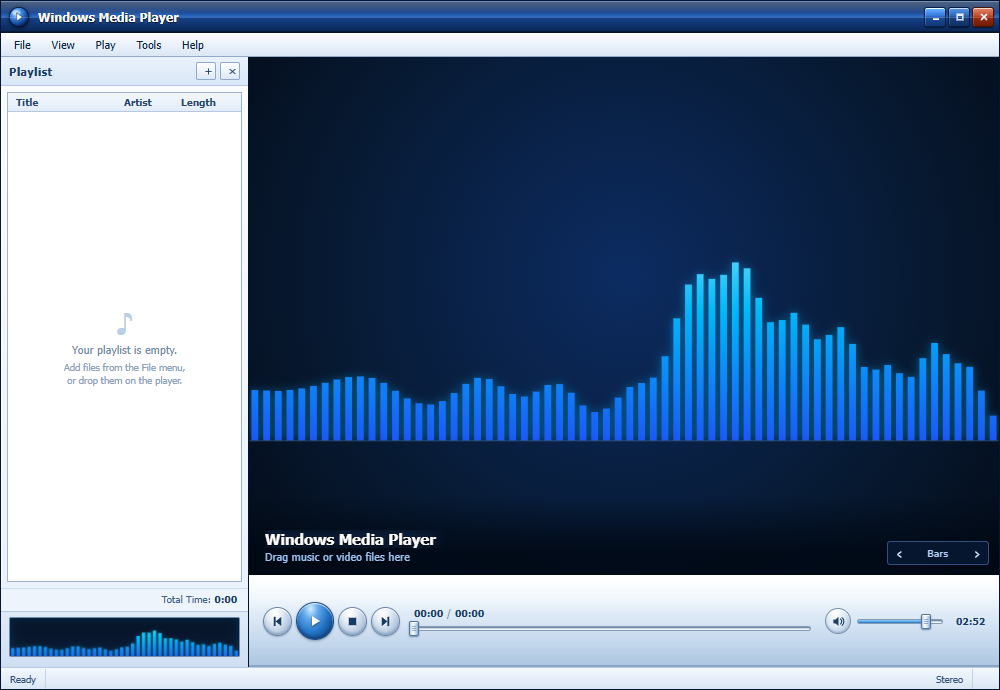 Windows Media Player
File View Play Tools Help
Playlist
Title Artist Length
Your playlist is empty.
Add files from the File menu,
or drop them on the player.
Total Time: 0:00
Windows Media Player
Drag music or video files here
Bars
00:00 / 00:00
02:52
Ready
Stereo